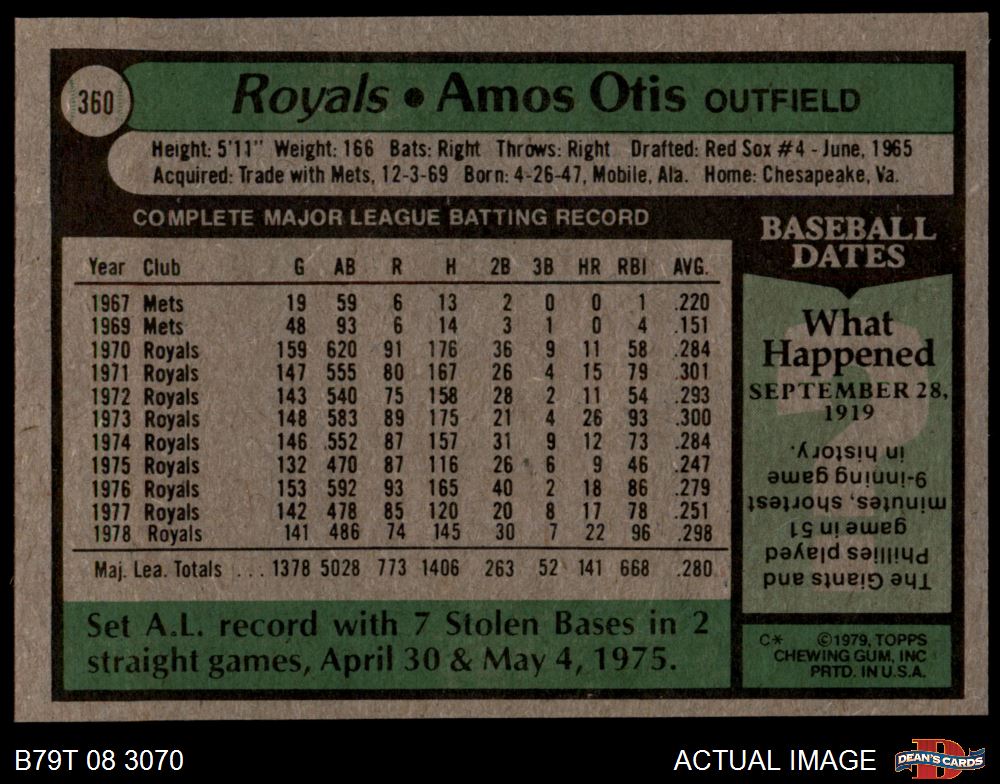 360
Royals • Amos Otis OUTFIELD
Height: 5'11" Weight: 166 Bats: Right Throws: Right Drafted: Red Sox #4 - June, 1965
Acquired: Trade with Mets, 12-3-69 Born: 4-26-47, Mobile, Ala. Home: Chesapeake, Va.
COMPLETE MAJOR LEAGUE BATTING RECORD
Year Club G AB R H 2B 3B HR RBI AVG.
1967 Mets 19 59 6 13 2 0 0 1 .220
1969 Mets 48 93 6 14 3 1 0 4 .151
1970 Royals 159 620 91 176 36 9 11 58 .284
1971 Royals 147 555 80 167 26 4 15 79 .301
1972 Royals 143 540 75 158 28 2 11 54 .293
1973 Royals 148 583 89 175 21 4 26 93 .300
1974 Royals 146 552 87 157 31 9 12 73 .284
1975 Royals 132 470 87 116 26 6 9 46 .247
1976 Royals 153 592 93 165 40 2 18 86 .279
1977 Royals 142 478 85 120 20 8 17 78 .251
1978 Royals 141 486 74 145 30 7 22 96 .298
Maj. Lea. Totals ... 1378 5028 773 1406 263 52 141 668 .280
Set A.L. record with 7 Stolen Bases in 2
straight games, April 30 & May 4, 1975.
BASEBALL
DATES
What
Happened
SEPTEMBER 28,
1919
The Giants and
Phillies played
game in 51
minutes, shortest
9-inning game
in history.
C* ©1979, TOPPS
CHEWING GUM, INC
PRTD. IN U.S.A.
B79T 08 3070
ACTUAL IMAGE
DEAN'S CARDS